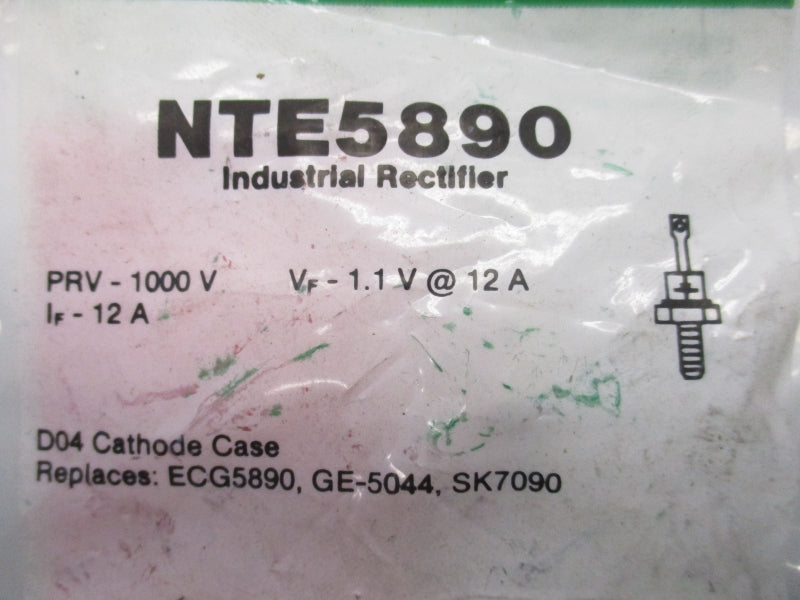 NTE5890
Industrial Rectifier
PRV - 1000 V VF - 1.1 V @ 12 A
IF - 12 A
D04 Cathode Case
Replaces: ECG5890, GE-5044, SK7090